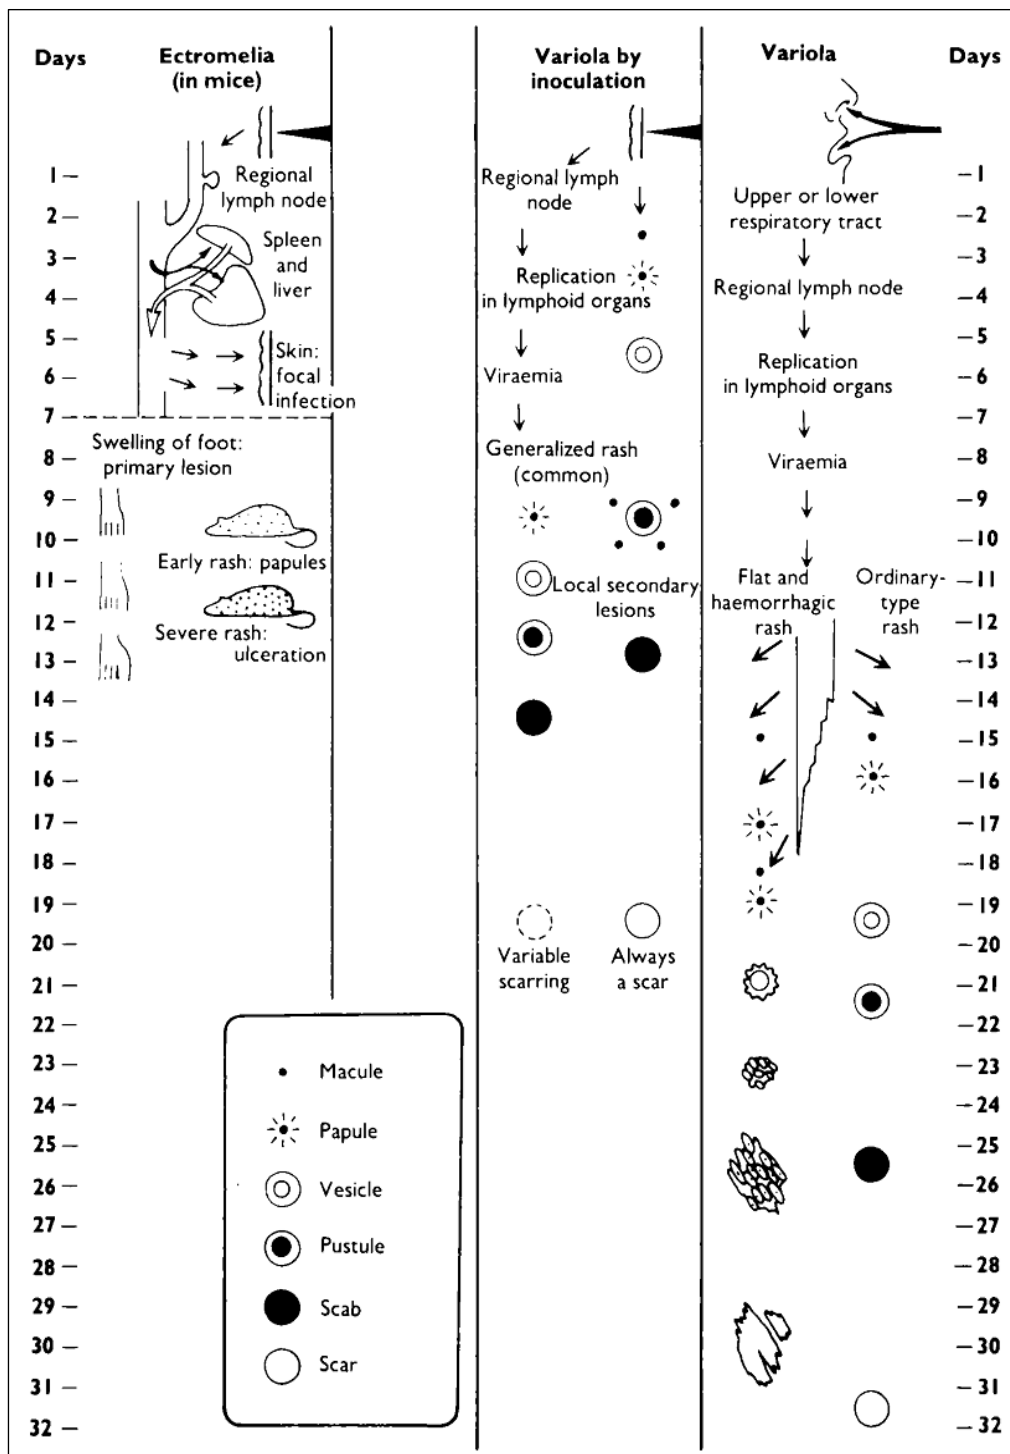 Days
Ectromelia
(in mice)
Variola by
inoculation
Variola
Days
1
2
3
4
5
6
7
8
9
10
11
12
13
14
15
16
17
18
19
20
21
22
23
24
25
26
27
28
29
30
31
32
Regional
lymph node
Spleen
and
liver
Skin:
focal
infection
Swelling of foot:
primary lesion
Early rash: papules
Severe rash:
ulceration
Regional lymph
node
Replication
in lymphoid organs
Viraemia
Generalized rash
(common)
Local secondary
lesions
Variable
scarring
Always
a scar
Upper or lower
respiratory tract
Regional lymph node
Replication
in lymphoid organs
Viraemia
Flat and
haemorrhagic
rash
Ordinary-
type
rash
1
2
3
4
5
6
7
8
9
10
11
12
13
14
15
16
17
18
19
20
21
22
23
24
25
26
27
28
29
30
31
32
Macule
Papule
Vesicle
Pustule
Scab
Scar